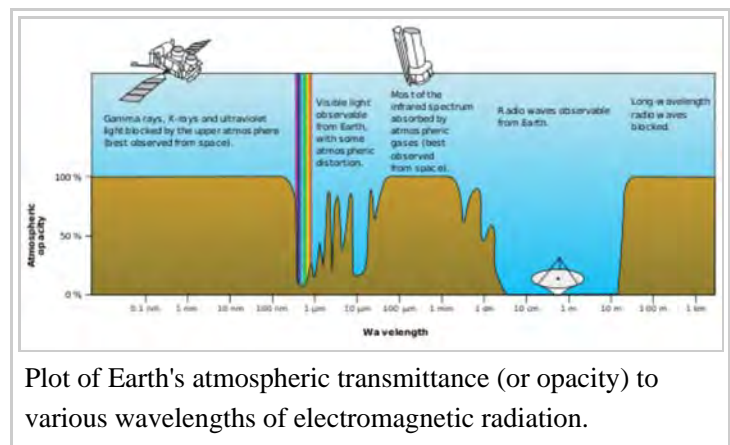 Gamma rays, X-rays and ultraviolet
light blocked by the upper atmosphere
(best observed from space).
Visible light
observable
from Earth,
with some
atmospheric
distortion.
Most of the
infrared spectrum
absorbed by
atmospheric
gases (best
observed
from space).
Radio waves observable
from Earth.
Long-wavelength
radio waves
blocked.
Atmospheric
opacity
100 %
50 %
0 %
0.1 nm
1 nm
10 nm
100 nm
1 μm
10 μm
100 μm
1 mm
1 cm
10 cm
1 m
10 m
100 m
1 km
Wavelength
Plot of Earth's atmospheric transmittance (or opacity) to
various wavelengths of electromagnetic radiation.